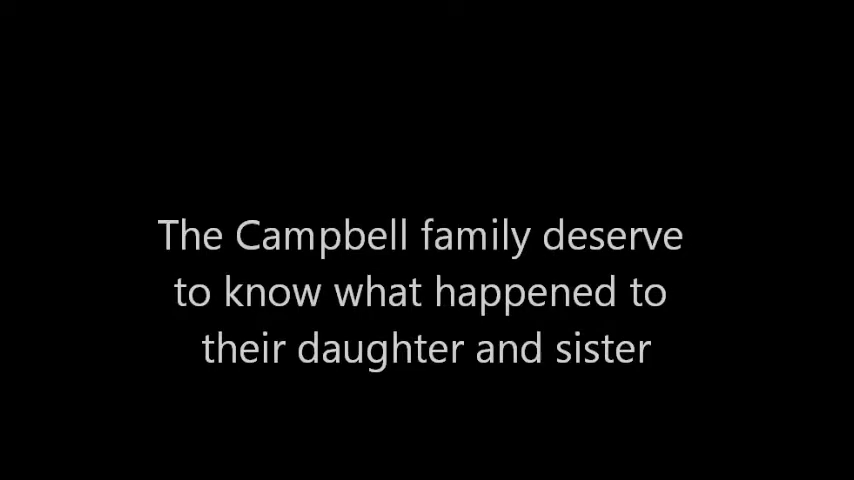 The Campbell family deserve
to know what happened to
their daughter and sister